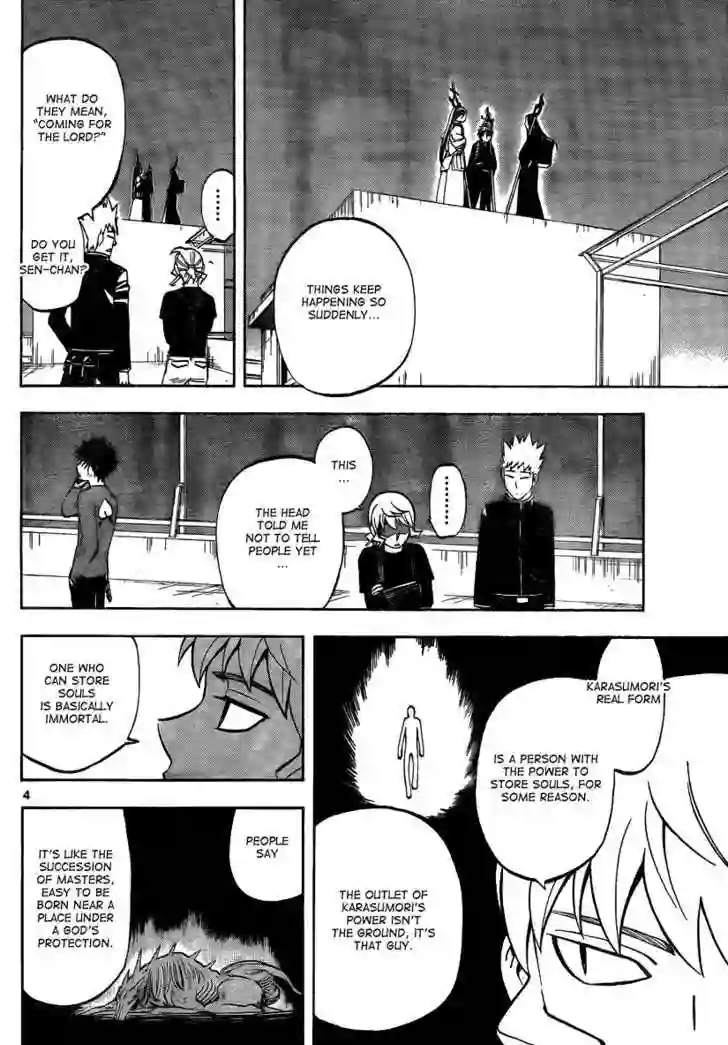 THINGS KEEP
HAPPENING SO
SUDDENLY...
WHAT DO
THEY MEAN,
"COMING FOR
THE LORD?"
DO YOU
GET IT,
SEN-CHAN?
......
......
THIS
...
THE HEAD
TOLD ME
NOT TO TELL
PEOPLE YET
...
KARASUMORI'S
REAL FORM
IS A PERSON WITH
THE POWER TO
STORE SOULS, FOR
SOME REASON.
THE OUTLET OF
KARASUMORI'S
POWER ISN'T
THE GROUND, IT'S
THAT GUY.
ONE WHO
CAN STORE
SOULS
IS BASICALLY
IMMORTAL.
PEOPLE
SAY
IT'S LIKE THE
SUCCESSION
OF MASTERS,
EASY TO BE
BORN NEAR A
PLACE UNDER
A GOD'S
PROTECTION.
4